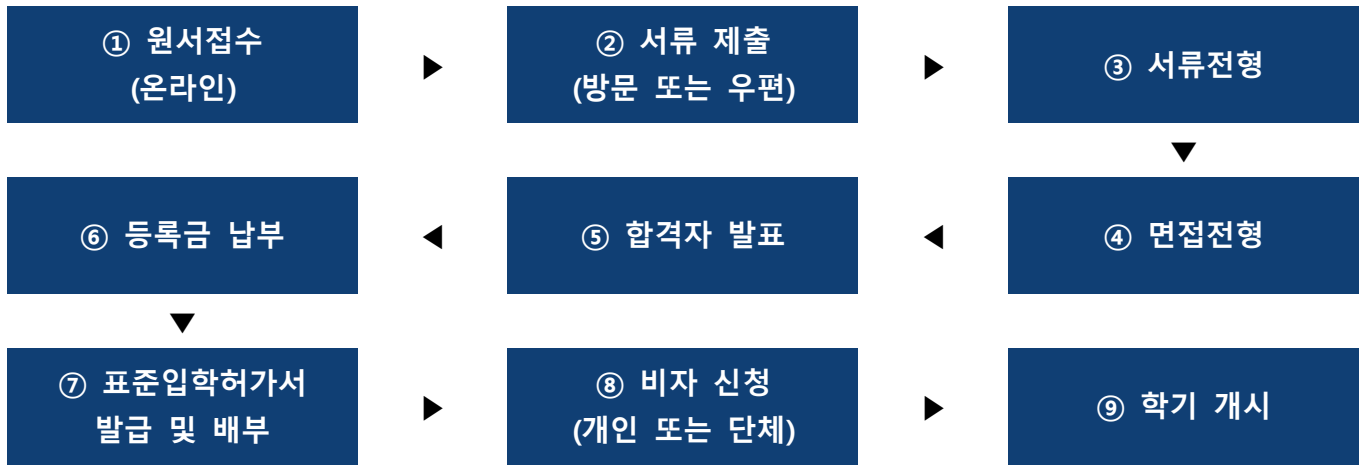 ① 원서접수
(온라인)
▶
② 서류 제출
(방문 또는 우편)
▶
③ 서류전형
▼
④ 면접전형
◀
⑤ 합격자 발표
◀
⑥ 등록금 납부
▼
⑦ 표준입학허가서
발급 및 배부
▶
⑧ 비자 신청
(개인 또는 단체)
▶
⑨ 학기 개시